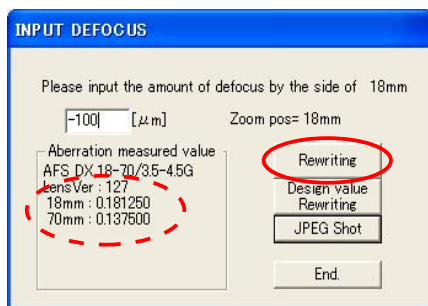 INPUT DEFOCUS
Please input the amount of defocus by the side of 18mm
-100 [μm] Zoom pos= 18mm
Aberration measured value
AFS DX 18-70/3.5-4.5G
LensVer : 127
18mm : 0.181250
70mm : 0.137500
Rewriting
Design value
Rewriting
JPEG Shot
End.